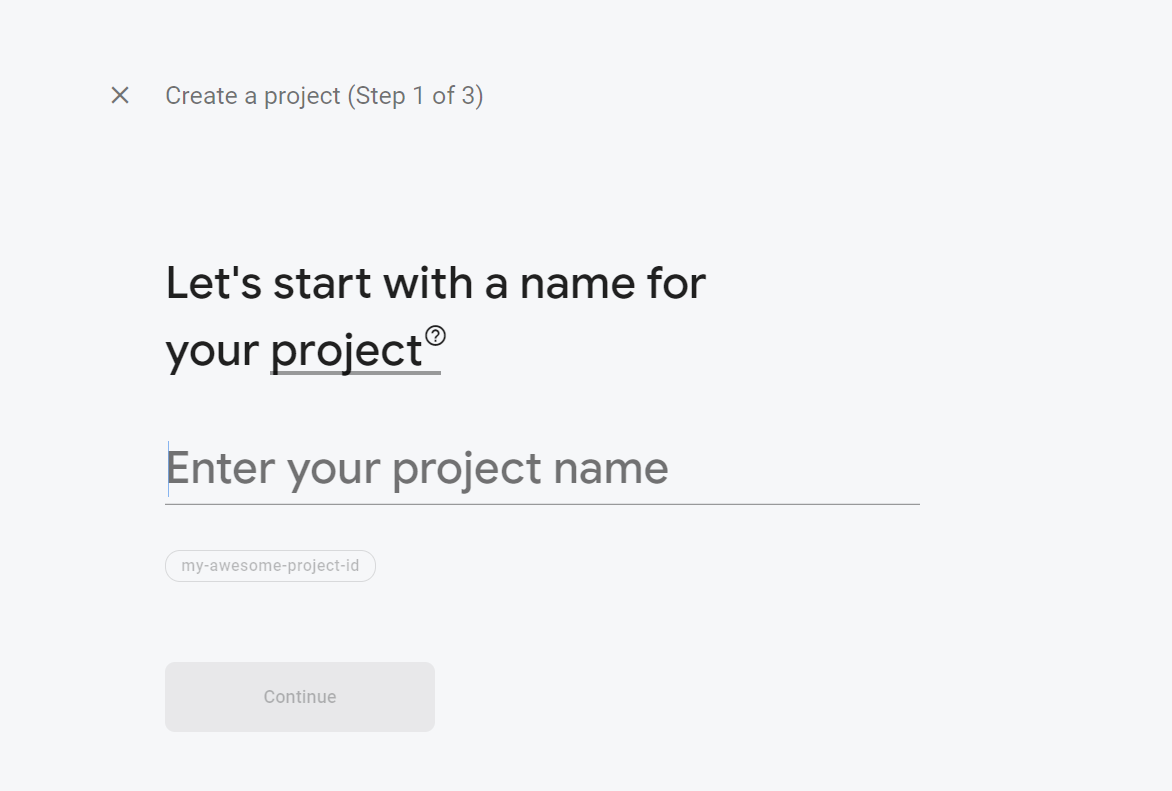 Create a project (Step 1 of 3)
Let's start with a name for
your project
Enter your project name
my-awesome-project-id
Continue